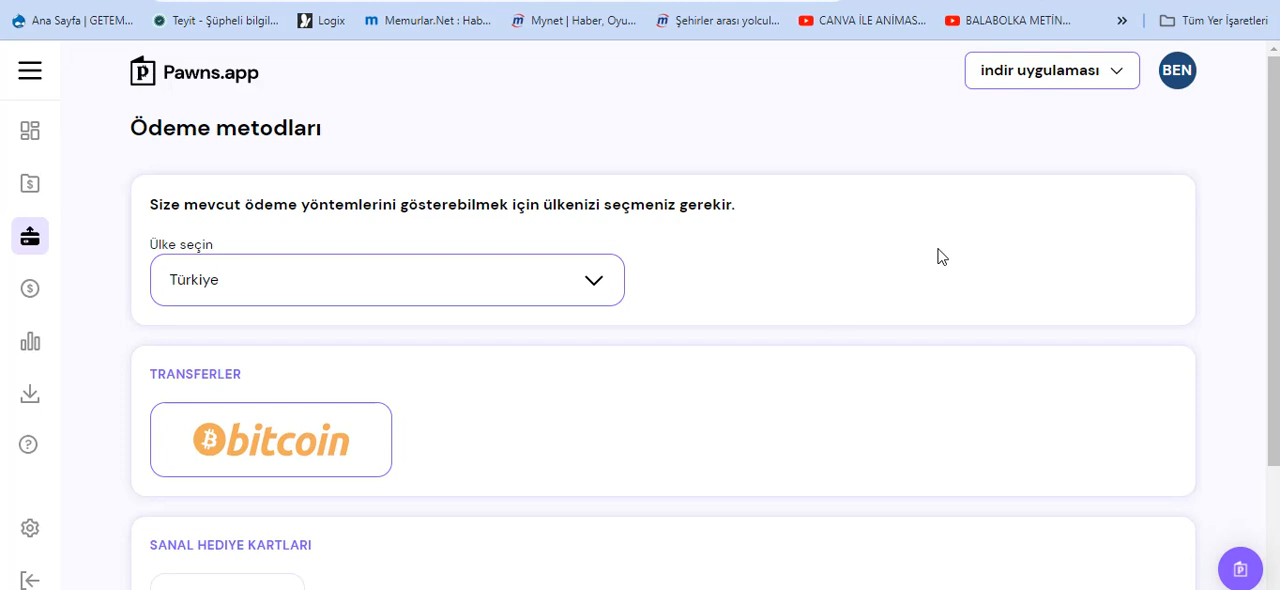 Ana Sayfa | GETEM...
Teyit - Şüpheli bilgil...
Logix
Memurlar.Net : Hab...
Mynet | Haber, Oyu...
Şehirler arası yolcul...
CANVA İLE ANİMAS...
BALABOLKA METİN...
»
Tüm Yer İşaretleri
Pawns.app
indir uygulaması
BEN
Ödeme metodları
Size mevcut ödeme yöntemlerini gösterebilmek için ülkenizi seçmeniz gerekir.
Ülke seçin
Türkiye
TRANSFERLER
bitcoin
SANAL HEDIYE KARTLARI